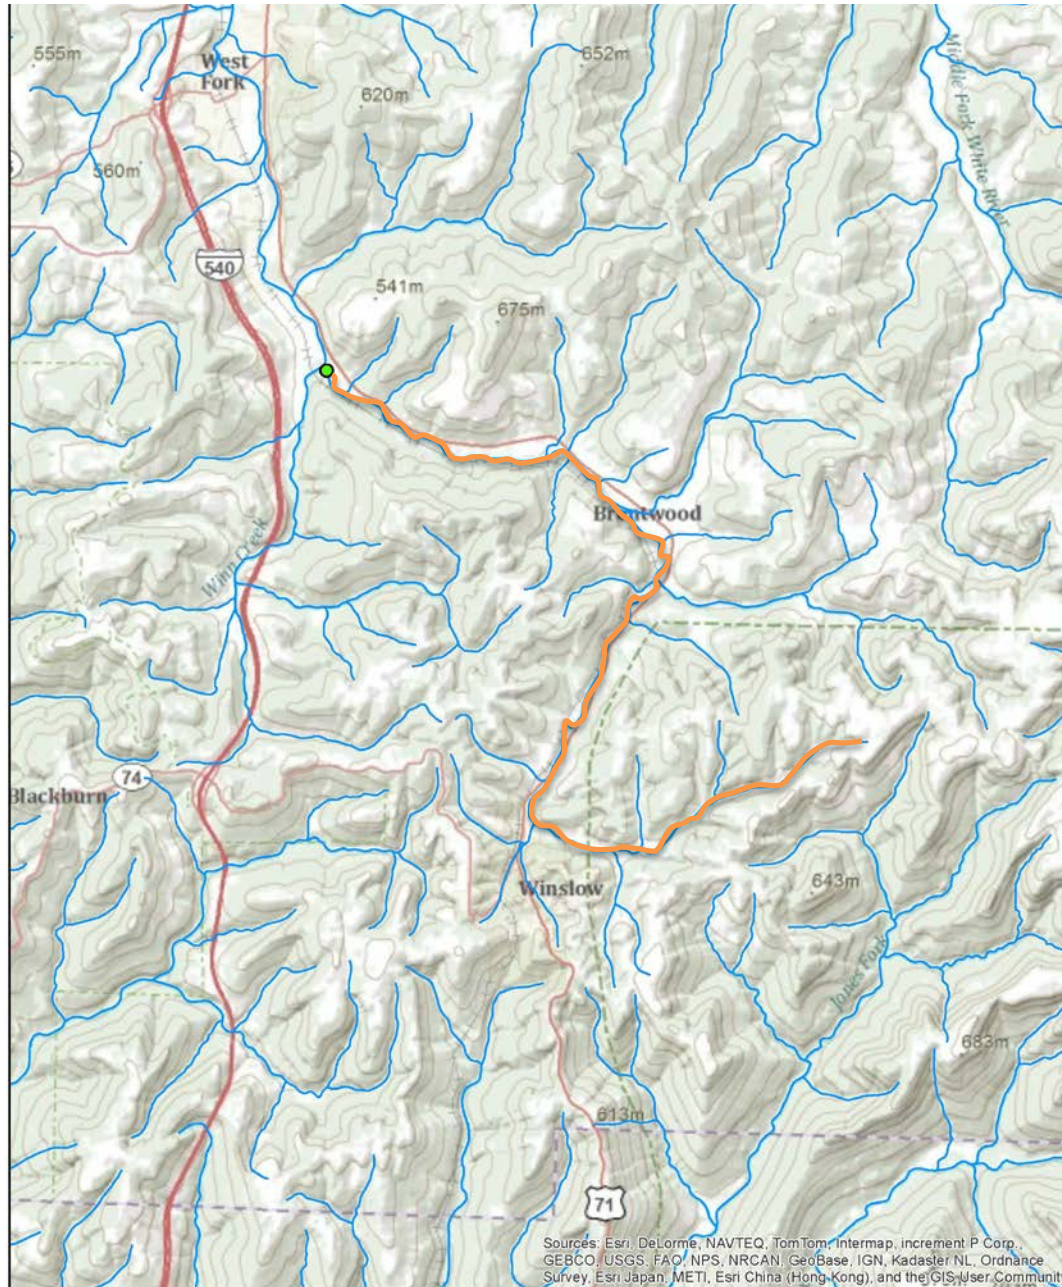 555m
West
Fork
652m
620m
Middle Fork White River
560m
540
541m
675m
Brentwood
Winn Creek
74
Blackburn
Winslow
643m
Jones Fork
683m
613m
71
Sources: Esri, DeLorme, NAVTEQ, TomTom, Intermap, increment P Corp.,
GEBCO, USGS, FAO, NPS, NRCAN, GeoBase, IGN, Kadaster NL, Ordnance
Survey, Esri Japan, METI, Esri China (Hong Kong), and the GIS User Communi